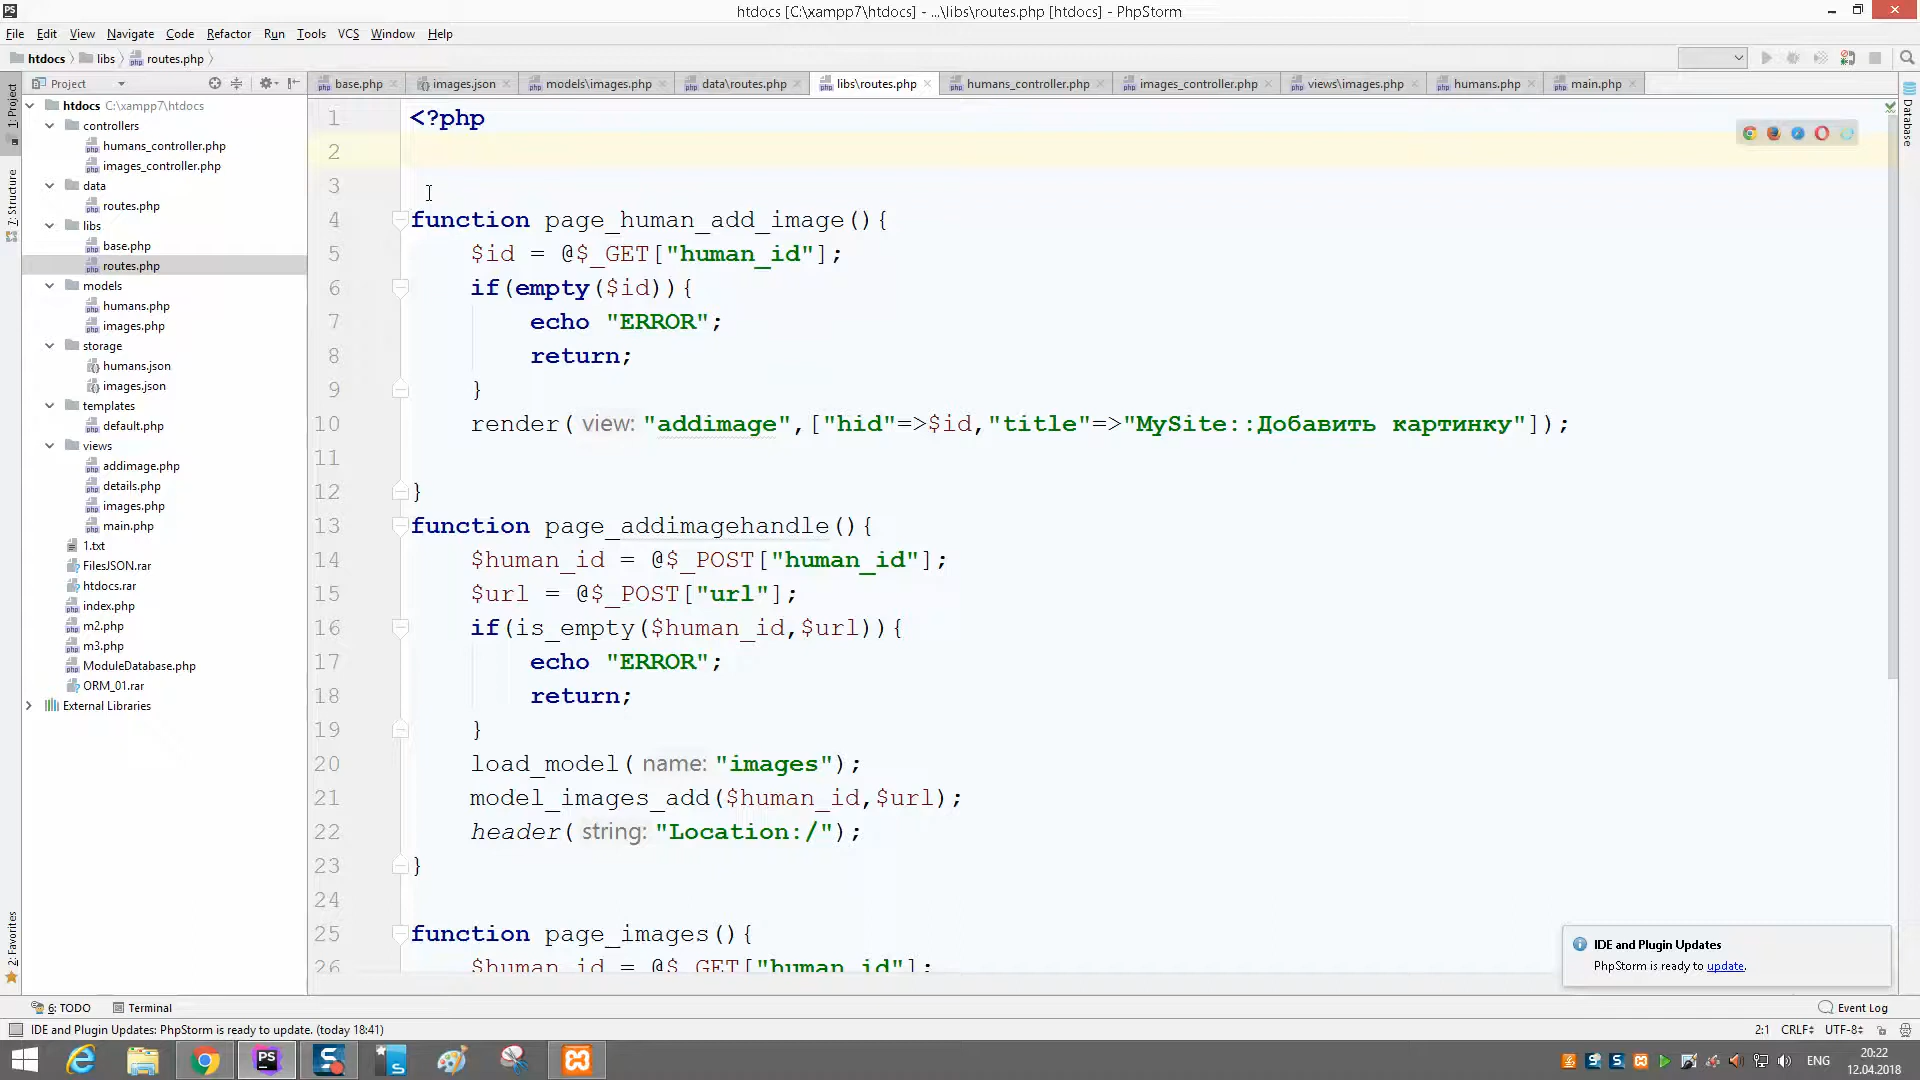 htdocs [C:\xampp7\htdocs] - ...\libs\routes.php [htdocs] - PhpStorm
File Edit View Navigate Code Refactor Run Tools VCS Window Help
htdocs libs routes.php
Project
base.php images.json models\images.php data\routes.php libs\routes.php humans_controller.php images_controller.php views\images.php humans.php main.php
1: Project
7: Structure
2: Favorites
Database
htdocs C:\xampp7\htdocs
controllers
humans_controller.php
images_controller.php
data
routes.php
libs
base.php
routes.php
models
humans.php
images.php
storage
humans.json
images.json
templates
default.php
views
addimage.php
details.php
images.php
main.php
1.txt
FilesJSON.rar
htdocs.rar
index.php
m2.php
m3.php
ModuleDatabase.php
ORM_01.rar
External Libraries
1 <?php
2
3
4 function page_human_add_image(){
5 $id = @$_GET["human_id"];
6 if(empty($id)){
7 echo "ERROR";
8 return;
9 }
10 render( view: "addimage",["hid"=>$id,"title"=>"MySite::Добавить картинку"]);
11
12 }
13 function page_addimagehandle(){
14 $human_id = @$_POST["human_id"];
15 $url = @$_POST["url"];
16 if(is_empty($human_id,$url)){
17 echo "ERROR";
18 return;
19 }
20 load_model( name: "images");
21 model_images_add($human_id,$url);
22 header( string: "Location:/");
23 }
24
25 function page_images(){
26 $human_id = @$_GET["human_id"];
IDE and Plugin Updates
PhpStorm is ready to update.
6: TODO Terminal Event Log
IDE and Plugin Updates: PhpStorm is ready to update. (today 18:41) 2:1 CRLF UTF-8
ENG 20:22
12.04.2018